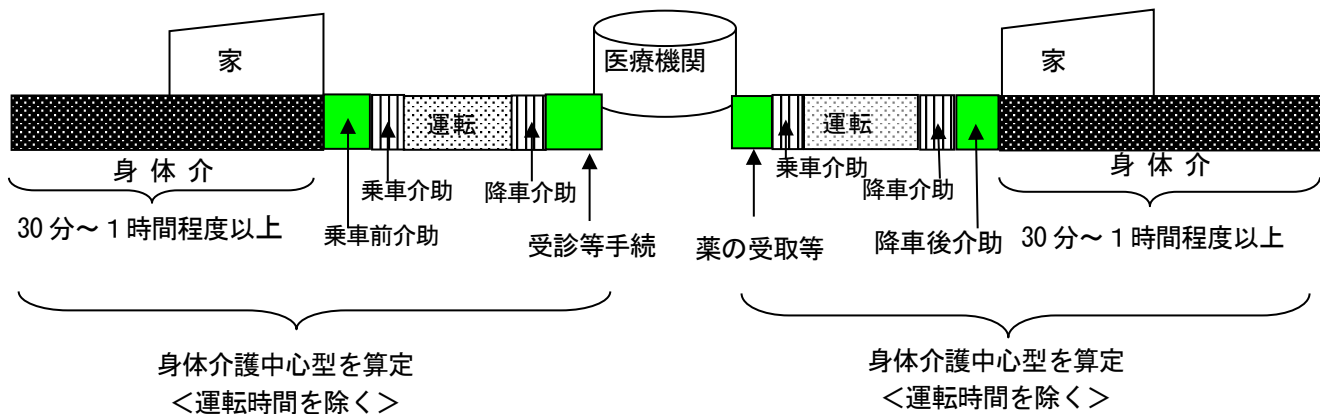 家
医療機関
家
運転
運転
身 体 介
乗車介助
降車介助
乗車介助
降車介助
身 体 介
30 分～１時間程度以上
乗車前介助
受診等手続
薬の受取等
降車後介助
30 分～１時間程度以上
身体介護中心型を算定
＜運転時間を除く＞
身体介護中心型を算定
＜運転時間を除く＞